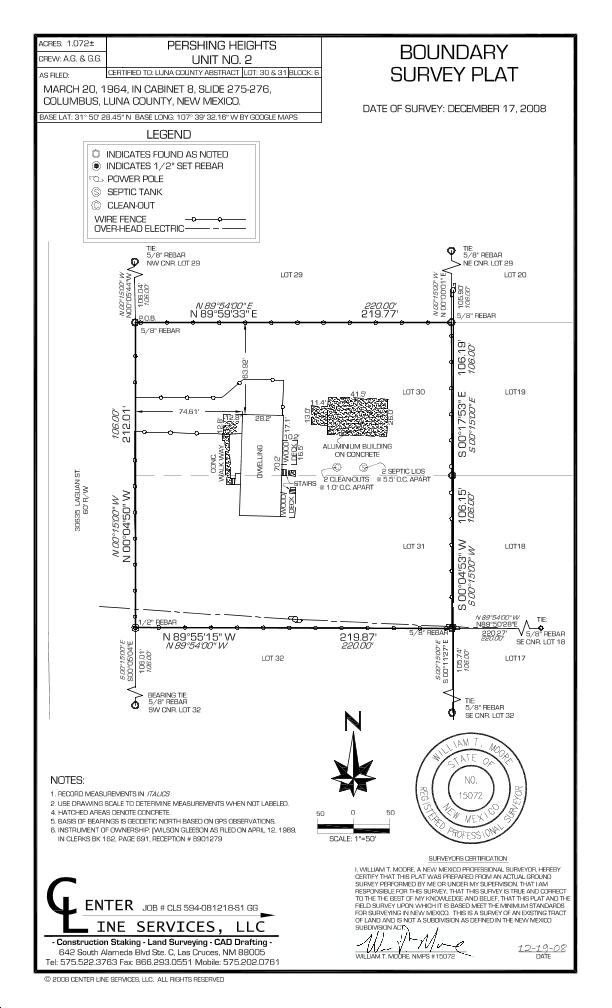 ACRES: 1.072±
CREW: A.G. & G.G.
AS FILED:
PERSHING HEIGHTS
UNIT NO. 2
CERTIFIED TO: LUNA COUNTY ABSTRACT LOT: 30 & 31 BLOCK: 6
MARCH 20, 1964, IN CABINET 8, SLIDE 275-276,
COLUMBUS, LUNA COUNTY, NEW MEXICO.
BASE LAT: 31° 50' 28.45" N BASE LONG: 107° 39' 32.16" W BY GOOGLE MAPS
BOUNDARY
SURVEY PLAT
DATE OF SURVEY: DECEMBER 17, 2008
LEGEND
INDICATES FOUND AS NOTED
INDICATES 1/2" SET REBAR
POWER POLE
SEPTIC TANK
CLEAN-OUT
WIRE FENCE
OVER-HEAD ELECTRIC
TIE:
5/8" REBAR
NW CNR. LOT 29
TIE:
5/8" REBAR
NE CNR. LOT 29
LOT 29
LOT 20
N 00°15'00" W
N00°05'44"W
106.04'
106.00'
N 00°15'00" W
N 00°00'01" E
105.90'
106.00'
P.O.B.
5/8" REBAR
N 89°54'00" E 220.00'
N 89°59'33" E 219.77'
5/8" REBAR
63.92'
74.61'
12.8'
28.2'
11.4'
41.5'
13.0'
26.0'
17.1'
16.5'
70.2'
CONC.
WALKWAY
DWELLING
WOOD
DECK
STAIRS
WOOD
DECK
ALUMINIUM BUILDING
ON CONCRETE
2 CLEANOUTS
@ 1.0' O.C. APART
2 SEPTIC LIDS
@ 5.5' O.C. APART
LOT 30
LOT19
LOT 31
LOT18
106.00'
212.01'
N 00°15'00" W
N 00°04'50" W
30635 LAGUAN ST.
60' R/W
106.19'
106.00'
S 00°17'53" E
S 00°15'00" E
106.15'
106.00'
S 00°04'53" W
S 00°15'00" W
1/2" REBAR
N 89°55'15" W 219.87'
N 89°54'00" W 220.00'
5/8" REBAR
N 89°54'00" W
N89°50'28"E
220.27'
220.00'
TIE:
5/8" REBAR
SE CNR. LOT 18
LOT 32
LOT17
S 00°15'00" E
S00°05'04"E
106.01'
106.00'
S 00°15'00" E
S 00°11'27" E
105.74'
106.00'
BEARING TIE
5/8" REBAR
SW CNR. LOT 32
TIE:
5/8" REBAR
SE CNR. LOT 32
N
50 0 50
SCALE: 1"=50'
WILLIAM T. MOORE
STATE OF
NEW MEXICO
NO.
15072
REGISTERED PROFESSIONAL SURVEYOR
NOTES:
1. RECORD MEASUREMENTS IN ITALICS
2. USE DRAWING SCALE TO DETERMINE MEASUREMENTS WHEN NOT LABELED.
4. HATCHED AREAS DENOTE CONCRETE.
5. BASIS OF BEARINGS IS GEODETIC NORTH BASED ON GPS OBSERVATIONS.
6. INSTRUMENT OF OWNERSHIP: [WILSON GLEESON AS FILED ON APRIL 12, 1989,
IN CLERKS BK 162, PAGE 691, RECEPTION # 8901279
SURVEYORS CERTIFICATION
I, WILLIAM T. MOORE, A NEW MEXICO PROFESSIONAL SURVEYOR, HEREBY
CERTIFY THAT THIS PLAT WAS PREPARED FROM AN ACTUAL GROUND
SURVEY PERFORMED BY ME OR UNDER MY SUPERVISION, THAT I AM
RESPONSIBLE FOR THIS SURVEY, THAT THIS SURVEY IS TRUE AND CORRECT
TO THE THE BEST OF MY KNOWLEDGE AND BELIEF, THAT THIS PLAT AND THE
FIELD SURVEY UPON WHICH IT IS BASED MEET THE MINIMUM STANDARDS
FOR SURVEYING IN NEW MEXICO. THIS IS A SURVEY OF AN EXISTING TRACT
OF LAND AND IS NOT A SUBDIVISION AS DEFINED IN THE NEW MEXICO
SUBDIVISION ACT.
William T. Moore
WILLIAM T. MOORE, NMPS #15072
12-19-08
DATE
CENTER JOB # CLS 594-081218-S1 GG
LINE SERVICES, LLC
- Construction Staking - Land Surveying - CAD Drafting -
642 South Alameda Blvd Ste. C, Las Cruces, NM 88005
Tel: 575.522.3763 Fax: 866.293.0551 Mobile: 575.202.0761
© 2008 CENTER LINE SERVICES, LLC. ALL RIGHTS RESERVED